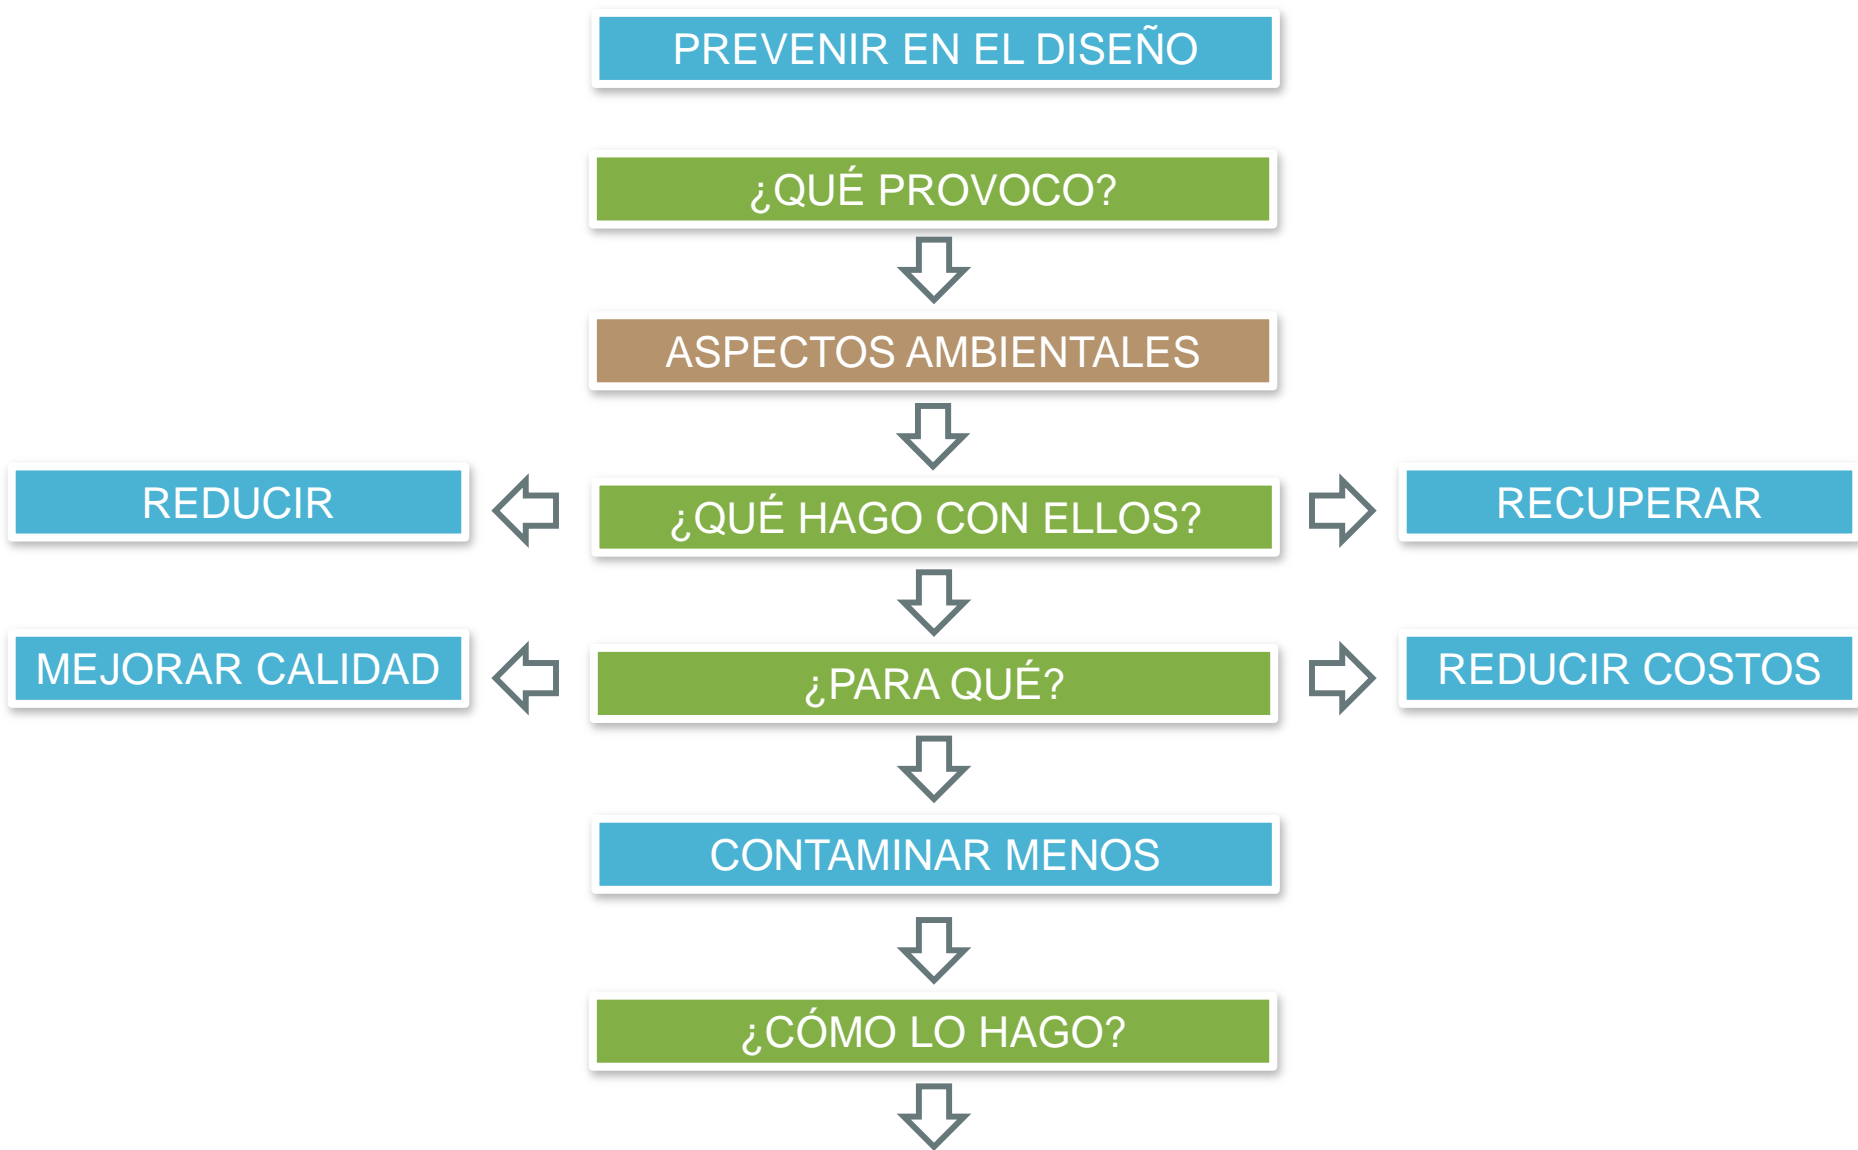 PREVENIR EN EL DISEÑO
¿QUÉ PROVOCO?
ASPECTOS AMBIENTALES
REDUCIR
¿QUÉ HAGO CON ELLOS?
RECUPERAR
MEJORAR CALIDAD
¿PARA QUÉ?
REDUCIR COSTOS
CONTAMINAR MENOS
¿CÓMO LO HAGO?